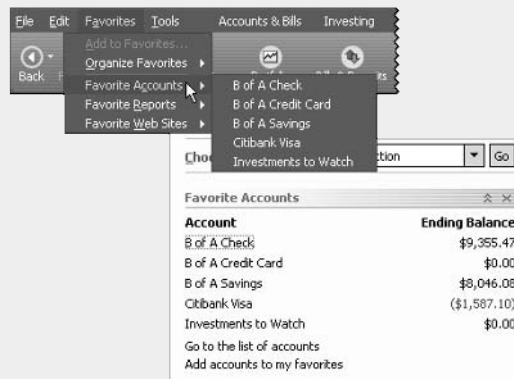 File Edit Favorites Tools Accounts & Bills Investing
Add to Favorites...
Back
Organize Favorites
Favorite Accounts
Favorite Reports
Favorite Web Sites
B of A Check
B of A Credit Card
B of A Savings
Citibank Visa
Investments to Watch
Choo tion Go
Favorite Accounts
Account Ending Balance
B of A Check $9,355.47
B of A Credit Card $0.00
B of A Savings $8,046.08
Citibank Visa ($1,587.10)
Investments to Watch $0.00
Go to the list of accounts
Add accounts to my favorites